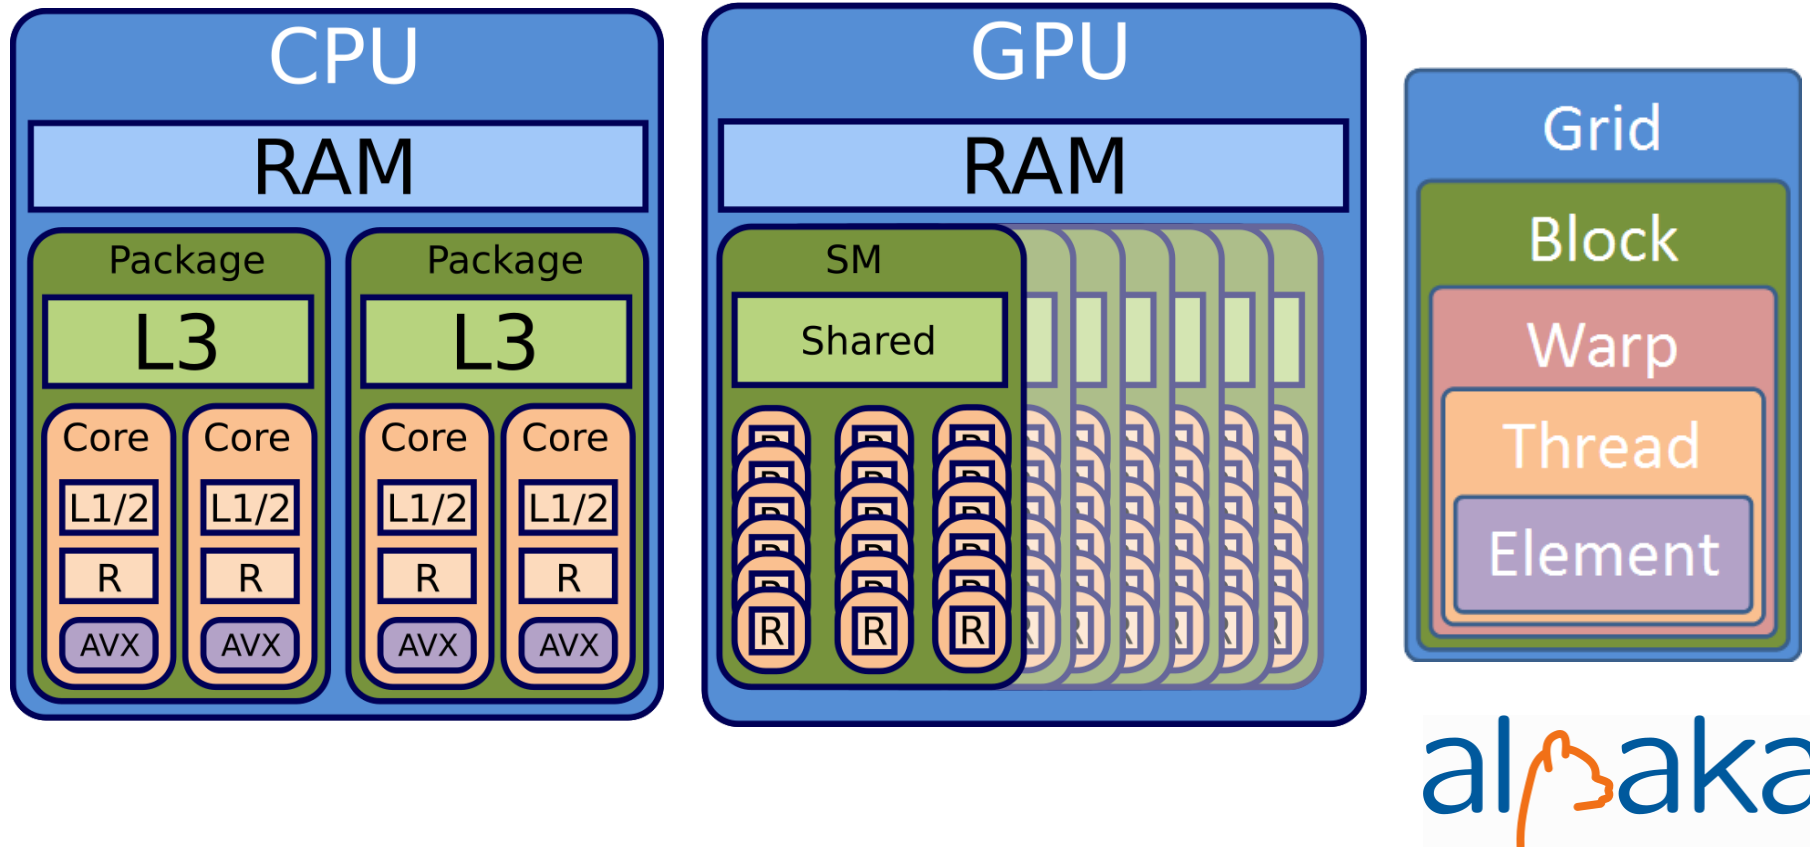 CPU
RAM
Package Package
L3 L3
Core Core Core Core
L1/2 L1/2 L1/2 L1/2
R R R R
AVX AVX AVX AVX
GPU
RAM
SM
Shared
R R R
Grid
Block
Warp
Thread
Element
alpaka